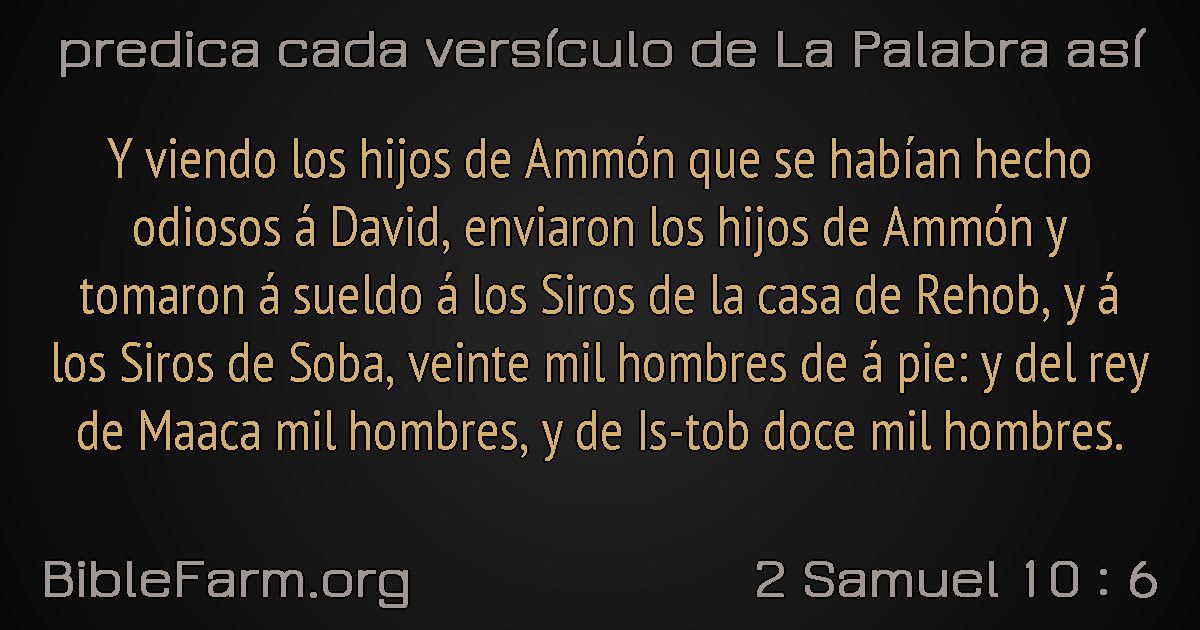 predica cada versículo de La Palabra así
Y viendo los hijos de Ammón que se habían hecho
odiosos á David, enviaron los hijos de Ammón y
tomaron á sueldo á los Siros de la casa de Rehob, y á
los Siros de Soba, veinte mil hombres de á pie: y del rey
de Maaca mil hombres, y de Is-tob doce mil hombres.
BibleFarm.org
2 Samuel 10 : 6